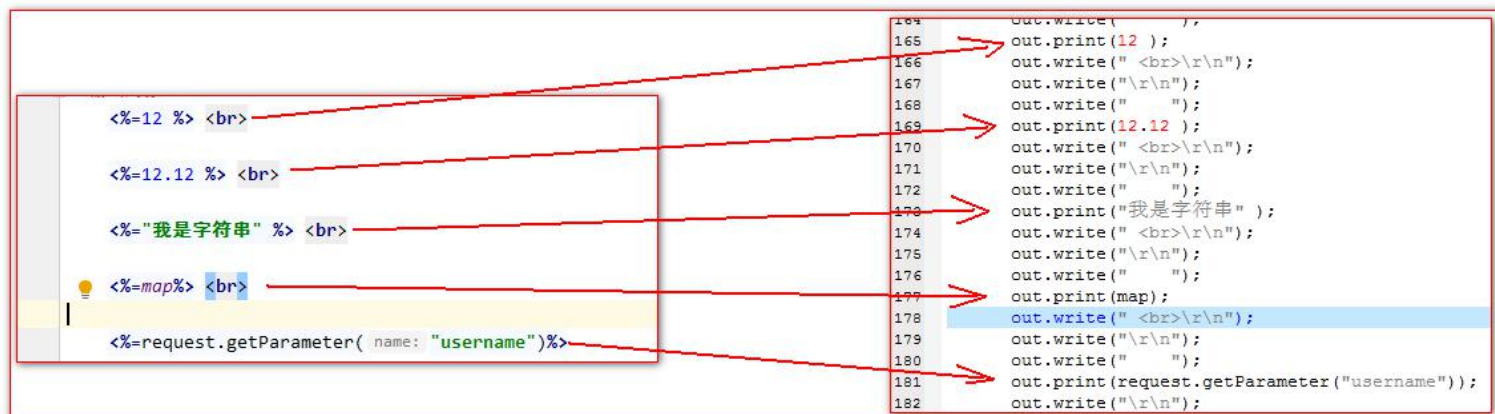 <%=12 %> <br>
<%=12.12 %> <br>
<%="我是字符串" %> <br>
<%=map%> <br>
<%=request.getParameter( name: "username")%>
164 out.write("     ");
165 out.print(12 );
166 out.write(" <br>\r\n");
167 out.write("\r\n");
168 out.write("    ");
169 out.print(12.12 );
170 out.write(" <br>\r\n");
171 out.write("\r\n");
172 out.write("    ");
173 out.print("我是字符串" );
174 out.write(" <br>\r\n");
175 out.write("\r\n");
176 out.write("    ");
177 out.print(map);
178 out.write(" <br>\r\n");
179 out.write("\r\n");
180 out.write("    ");
181 out.print(request.getParameter("username"));
182 out.write("\r\n");